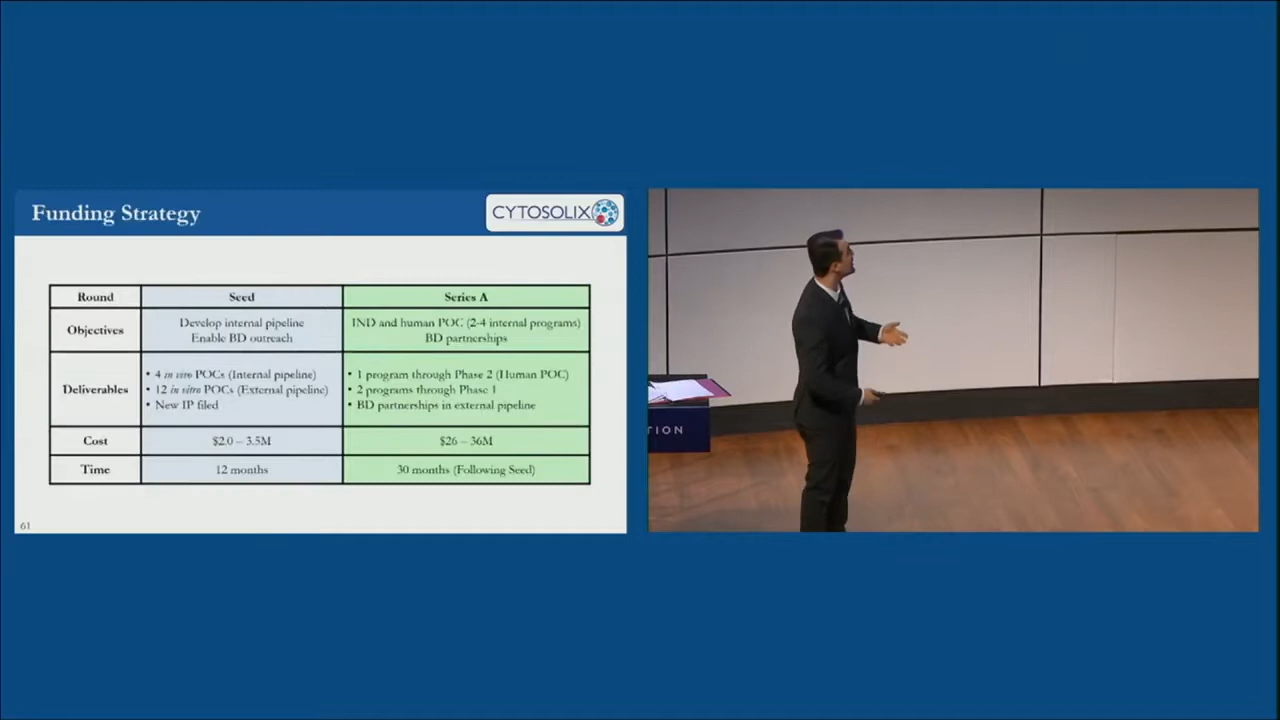 Funding Strategy
CYTOSOLIX
Round
Seed
Series A
Objectives
Develop internal pipeline
Enable BD outreach
IND and human POC (2-4 internal programs)
BD partnerships
Deliverables
• 4 in vivo POCs (Internal pipeline)
• 12 in vitro POCs (External pipeline)
• New IP filed
• 1 program through Phase 2 (Human POC)
• 2 programs through Phase 1
• BD partnerships in external pipeline
Cost
$2.0 – 3.5M
$26 – 36M
Time
12 months
30 months (Following Seed)
61
TION